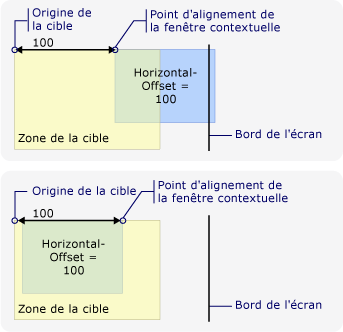 Origine de
la cible
Point d'alignement de
la fenêtre contextuelle
100
Horizontal-
Offset =
100
Zone de la cible
Bord de l'écran
Origine de la cible
Point d'alignement de
la fenêtre contextuelle
100
Horizontal-
Offset =
100
Zone de la cible
Bord de l'écran